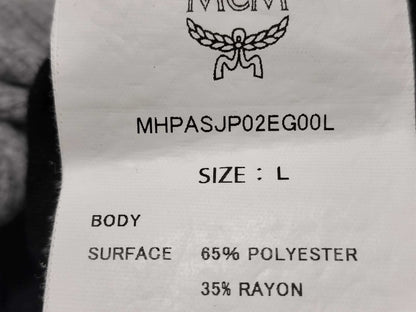 MCM
MHPASJP02EG00L
SIZE : L
BODY
SURFACE 65% POLYESTER
35% RAYON